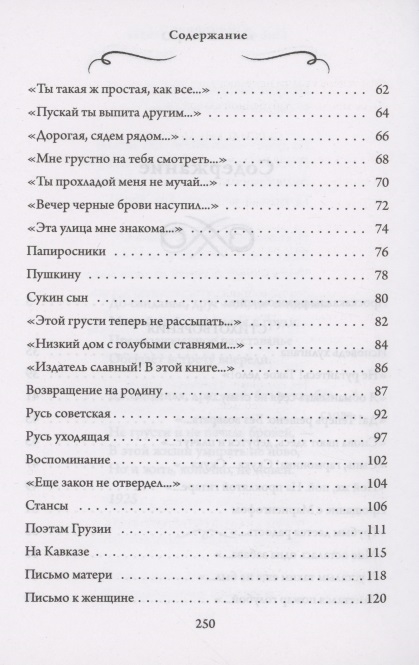 Содержание
«Ты такая ж простая, как все...» 62
«Пускай ты выпита другим...» 64
«Дорогая, сядем рядом...» 66
«Мне грустно на тебя смотреть...» 68
«Ты прохладой меня не мучай...» 70
«Вечер черные брови насупил...» 72
«Эта улица мне знакома...» 74
Папиросники 76
Пушкину 78
Сукин сын 80
«Этой грусти теперь не рассыпать...» 82
«Низкий дом с голубыми ставнями...» 84
«Издатель славный! В этой книге...» 86
Возвращение на родину 87
Русь советская 92
Русь уходящая 97
Воспоминание 102
«Еще закон не отвердел...» 104
Стансы 106
Поэтам Грузии 111
На Кавказе 115
Письмо матери 118
Письмо к женщине 120
250